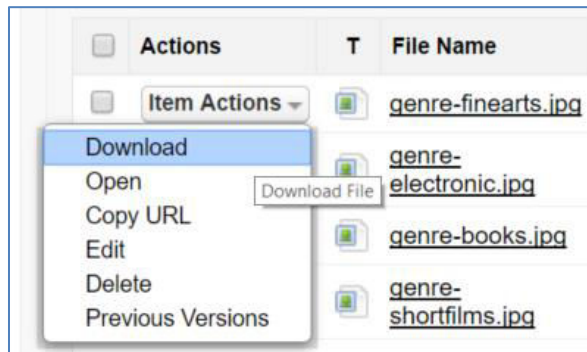 Actions T File Name
Item Actions genre-finearts.jpg
Download
genre-
electronic.jpg
Open
Download File
Copy URL
genre-books.jpg
Edit
Delete
genre-
shortfilms.jpg
Previous Versions